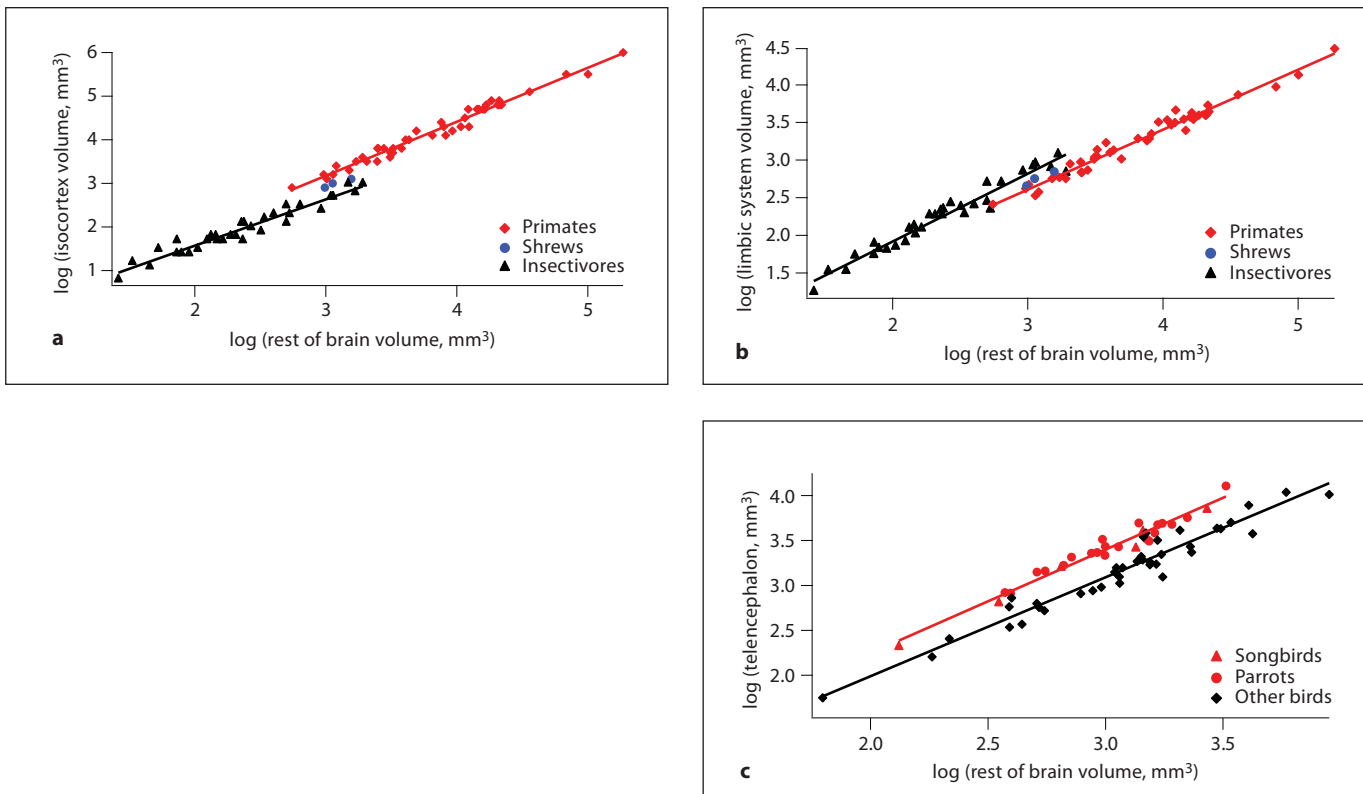 log (isocortex volume, mm³)
6
5
4
3
2
1
2
3
4
5
Primates
Shrews
Insectivores
a
log (rest of brain volume, mm³)
log (limbic system volume, mm³)
4.5
4.0
3.5
3.0
2.5
2.0
1.5
2
3
4
5
Primates
Shrews
Insectivores
b
log (rest of brain volume, mm³)
log (telencephalon, mm³)
4.0
3.5
3.0
2.5
2.0
2.0
2.5
3.0
3.5
Songbirds
Parrots
Other birds
c
log (rest of brain volume, mm³)